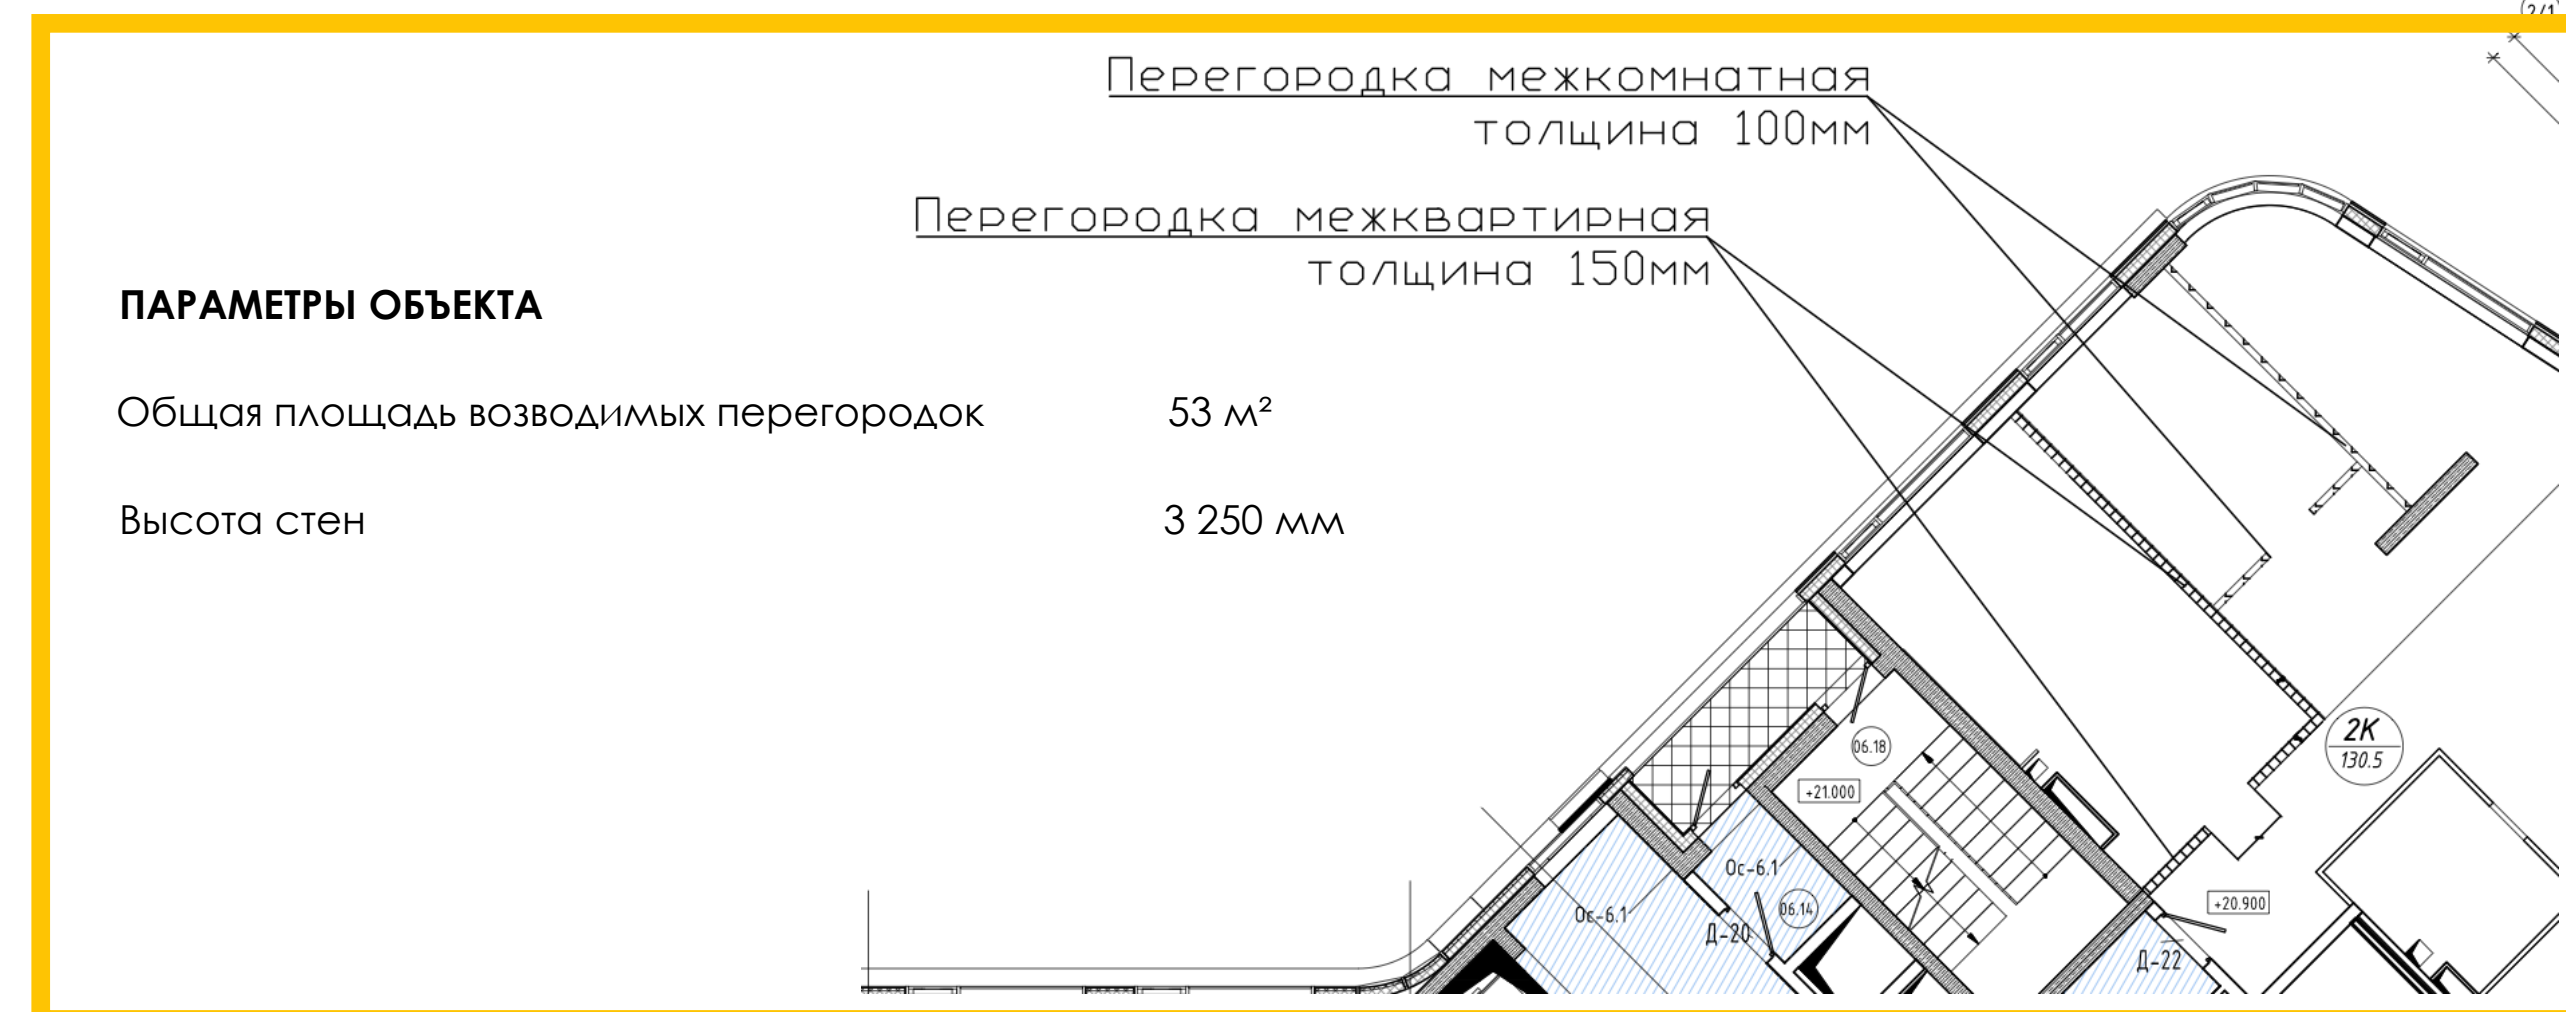 2/1
Перегородка межкомнатная
толщина 100мм
Перегородка межквартирная
толщина 150мм
ПАРАМЕТРЫ ОБЪЕКТА
Общая площадь возводимых перегородок 53 м²
Высота стен 3 250 мм
2К
130.5
06.18
+21.000
Ос-6.1
Ос-6.1
06.14
Д-20
+20.900
Д-22